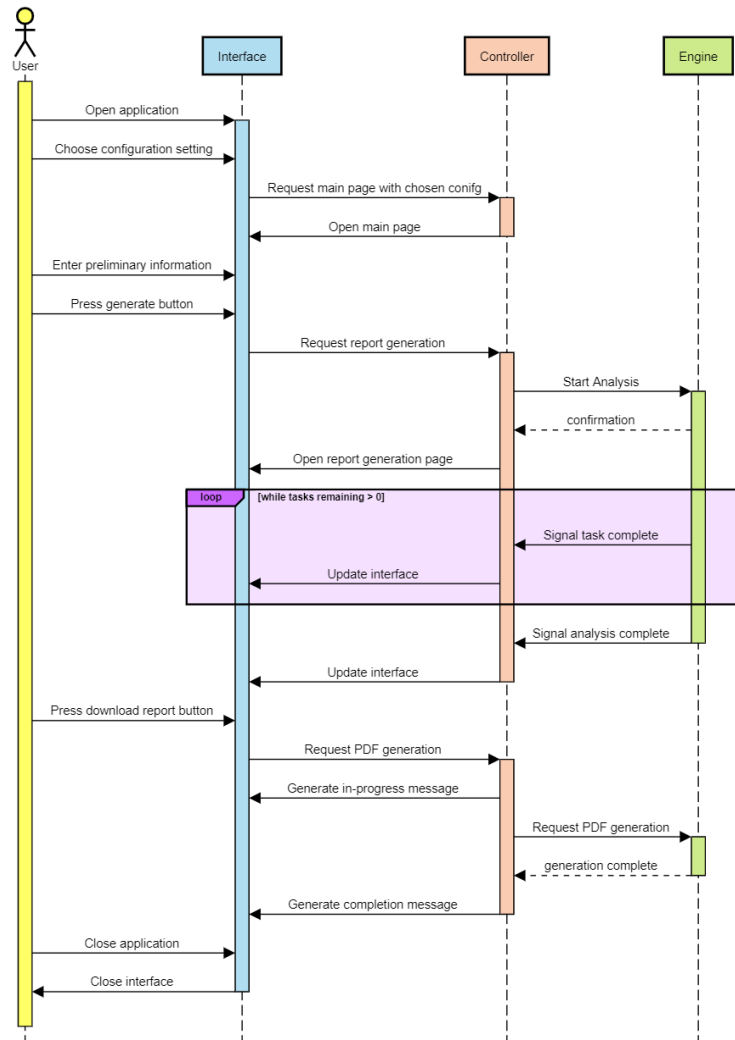 User
Interface
Controller
Engine
Open application
Choose configuration setting
Request main page with chosen conifg
Open main page
Enter preliminary information
Press generate button
Request report generation
Start Analysis
confirmation
Open report generation page
loop
[while tasks remaining > 0]
Signal task complete
Update interface
Signal analysis complete
Update interface
Press download report button
Request PDF generation
Generate in-progress message
Request PDF generation
generation complete
Generate completion message
Close application
Close interface